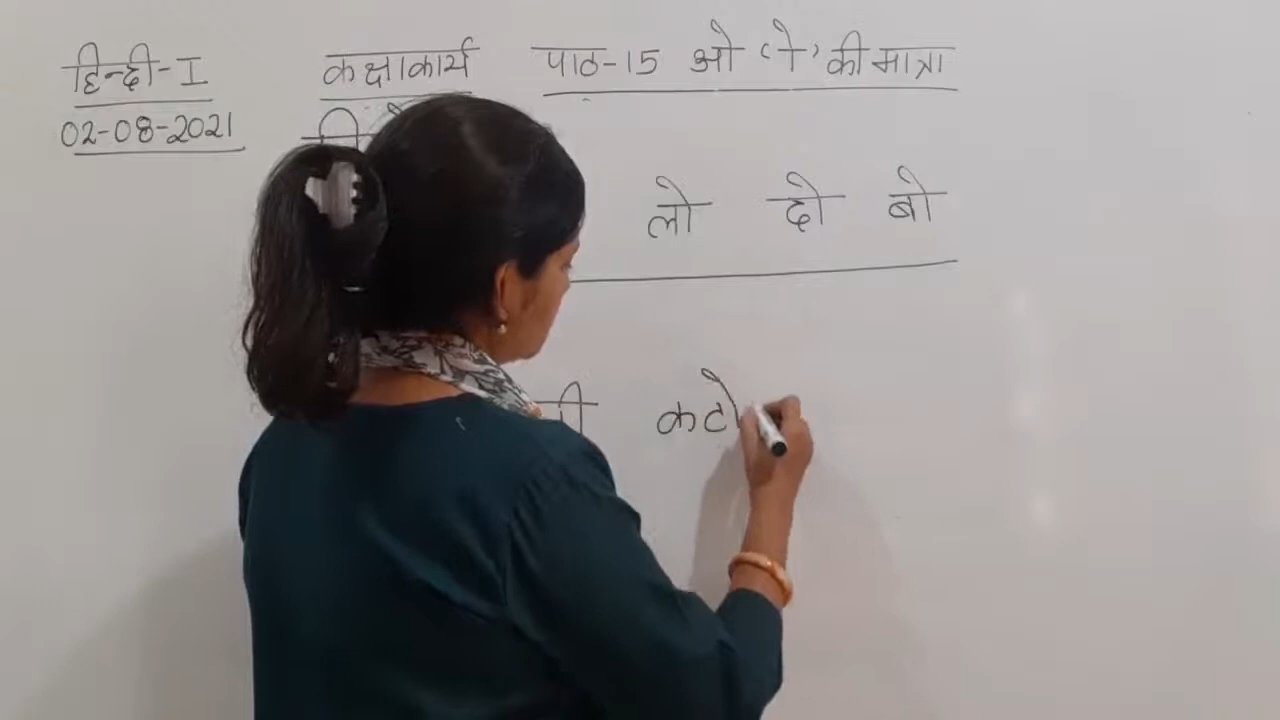 हिन्दी-I कक्षाकार्य पाठ-15 ओ 'ो' की मात्रा
02-08-2021
लो दो बो
कटो